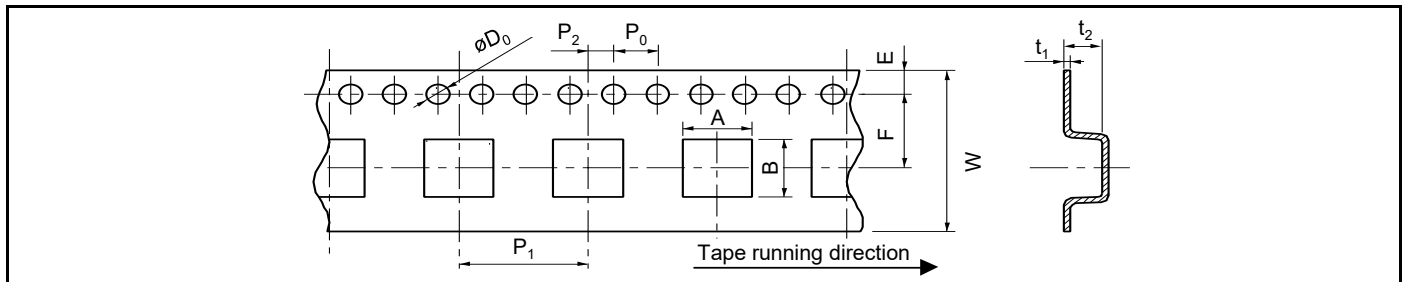 øD₀
P₂
P₀
E
t₁
t₂
A
F
B
W
P₁
Tape running direction